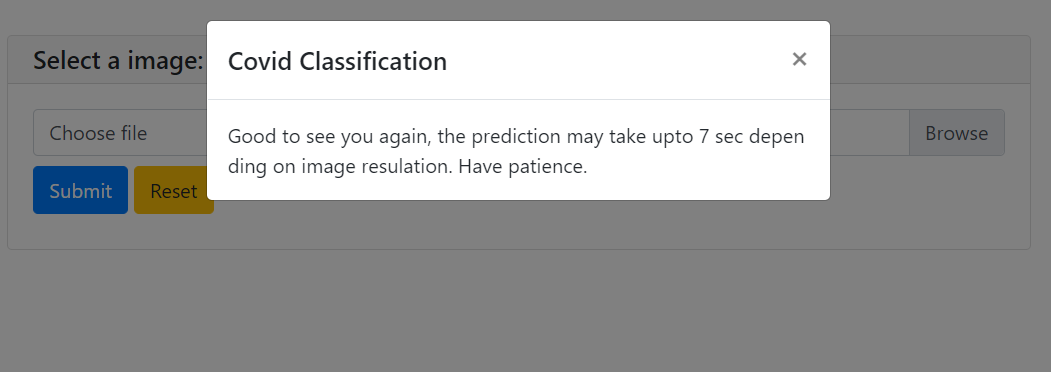 Select a image:
Covid Classification
×
Choose file
Browse
Good to see you again, the prediction may take upto 7 sec depen
ding on image resulation. Have patience.
Submit
Reset